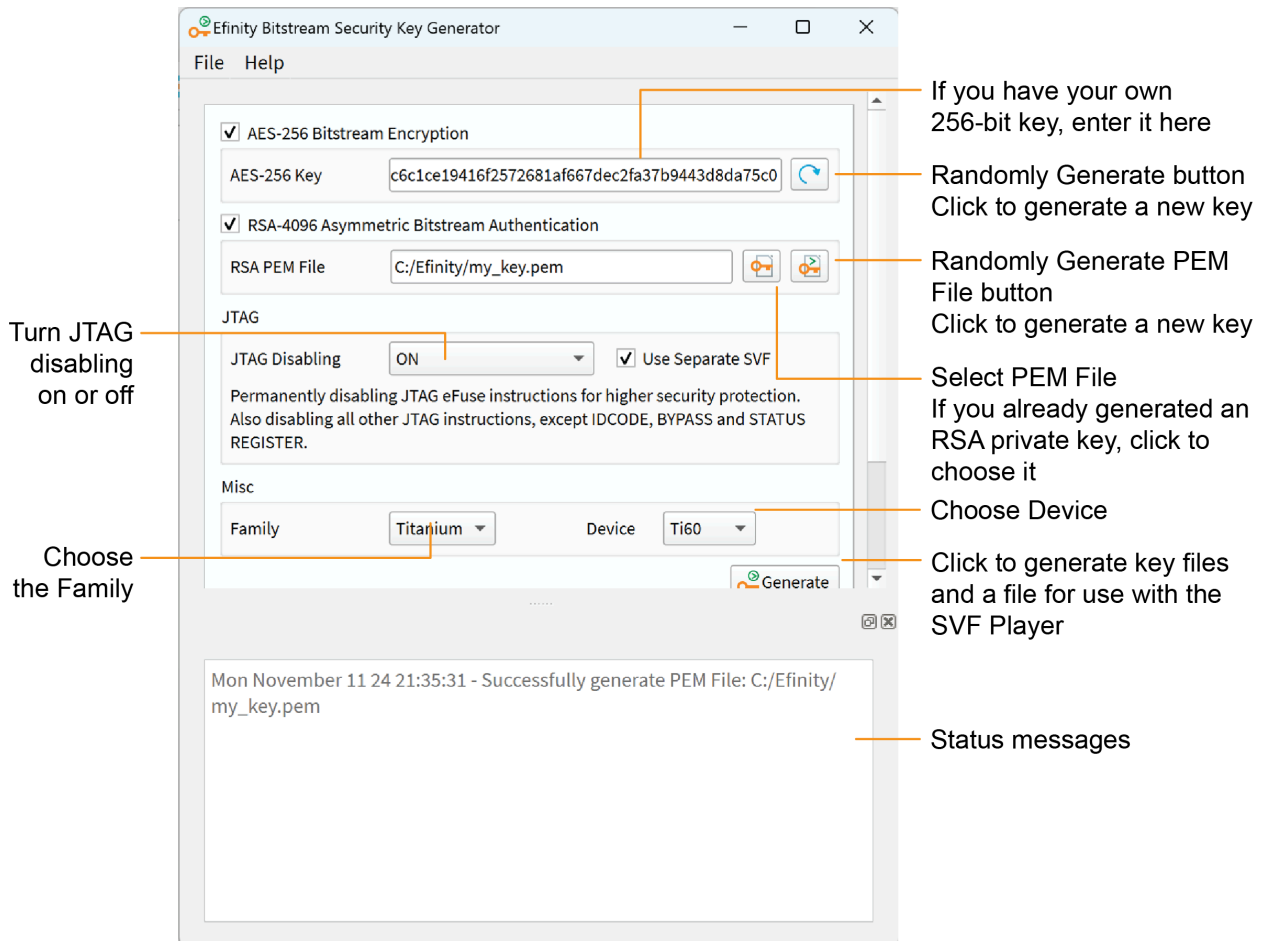 Efinity Bitstream Security Key Generator
File Help
AES-256 Bitstream Encryption
AES-256 Key
c6c1ce19416f2572681af667dec2fa37b9443d8da75c0
RSA-4096 Asymmetric Bitstream Authentication
RSA PEM File
C:/Efinity/my_key.pem
JTAG
JTAG Disabling
ON
Use Separate SVF
Permanently disabling JTAG eFuse instructions for higher security protection.
Also disabling all other JTAG instructions, except IDCODE, BYPASS and STATUS
REGISTER.
Misc
Family
Titanium
Device
Ti60
Generate
Mon November 11 24 21:35:31 - Successfully generate PEM File: C:/Efinity/
my_key.pem
Turn JTAG
disabling
on or off
Choose
the Family
If you have your own
256-bit key, enter it here
Randomly Generate button
Click to generate a new key
Randomly Generate PEM
File button
Click to generate a new key
Select PEM File
If you already generated an
RSA private key, click to
choose it
Choose Device
Click to generate key files
and a file for use with the
SVF Player
Status messages